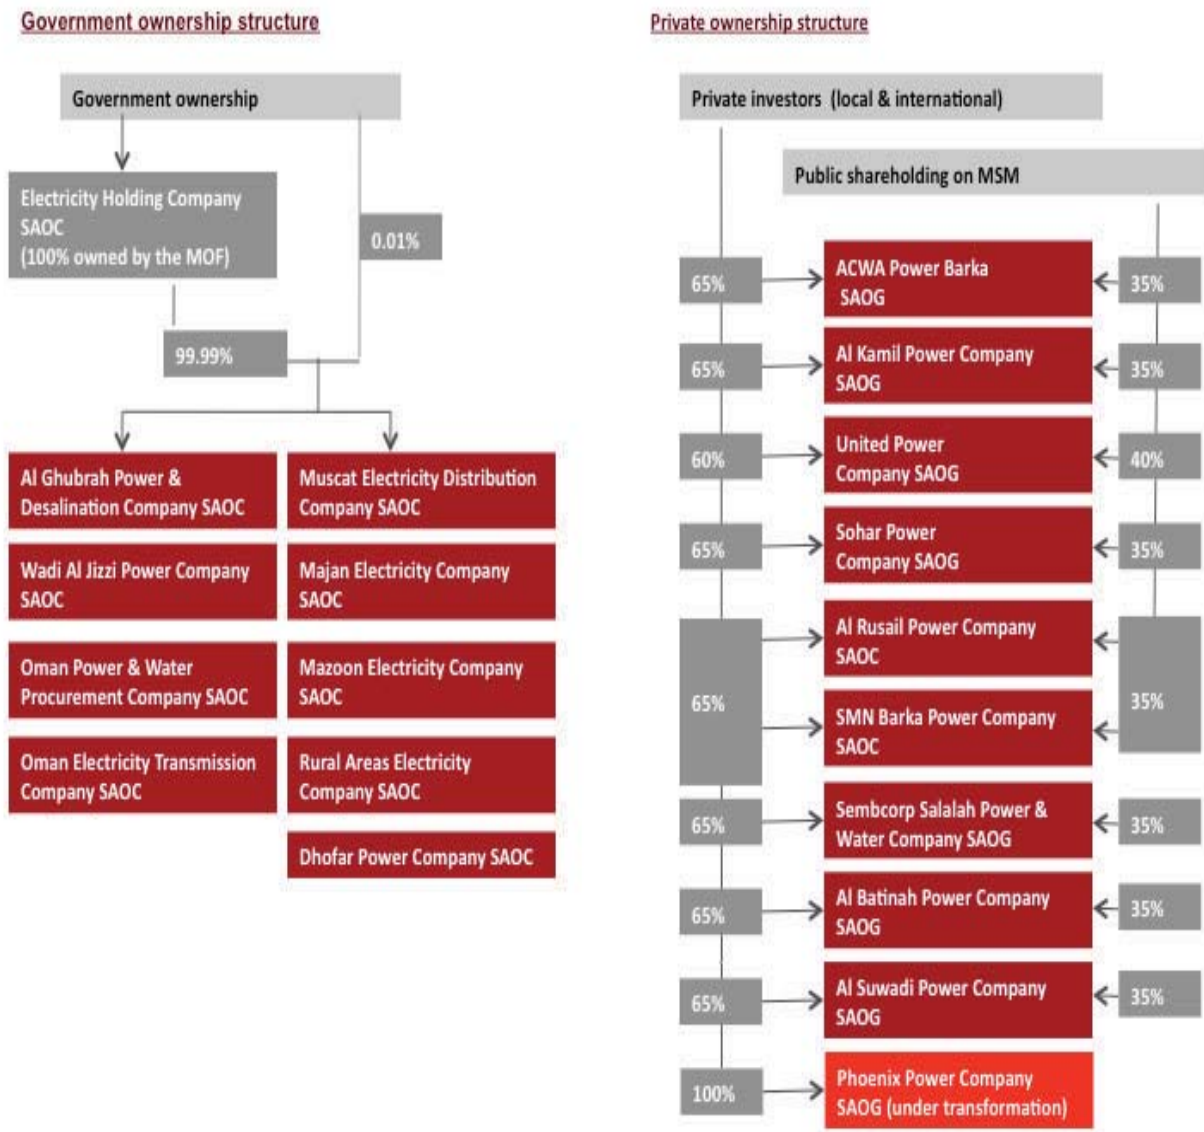 Government ownership structure
Government ownership
Electricity Holding Company
SAOC
(100% owned by the MOF)
0.01%
99.99%
Al Ghubrah Power &
Desalination Company SAOC
Wadi Al Jizzi Power Company
SAOC
Oman Power & Water
Procurement Company SAOC
Oman Electricity Transmission
Company SAOC
Muscat Electricity Distribution
Company SAOC
Majan Electricity Company
SAOC
Mazoon Electricity Company
SAOC
Rural Areas Electricity
Company SAOC
Dhofar Power Company SAOC
Private ownership structure
Private investors (local & international)
Public shareholding on MSM
65%
ACWA Power Barka
SAOG
35%
65%
Al Kamil Power Company
SAOG
35%
60%
United Power
Company SAOG
40%
65%
Sohar Power
Company SAOG
35%
65%
Al Rusail Power Company
SAOC
SMN Barka Power Company
SAOC
35%
65%
Sembcorp Salalah Power &
Water Company SAOG
35%
65%
Al Batinah Power Company
SAOG
35%
65%
Al Suwadi Power Company
SAOG
35%
100%
Phoenix Power Company
SAOG (under transformation)